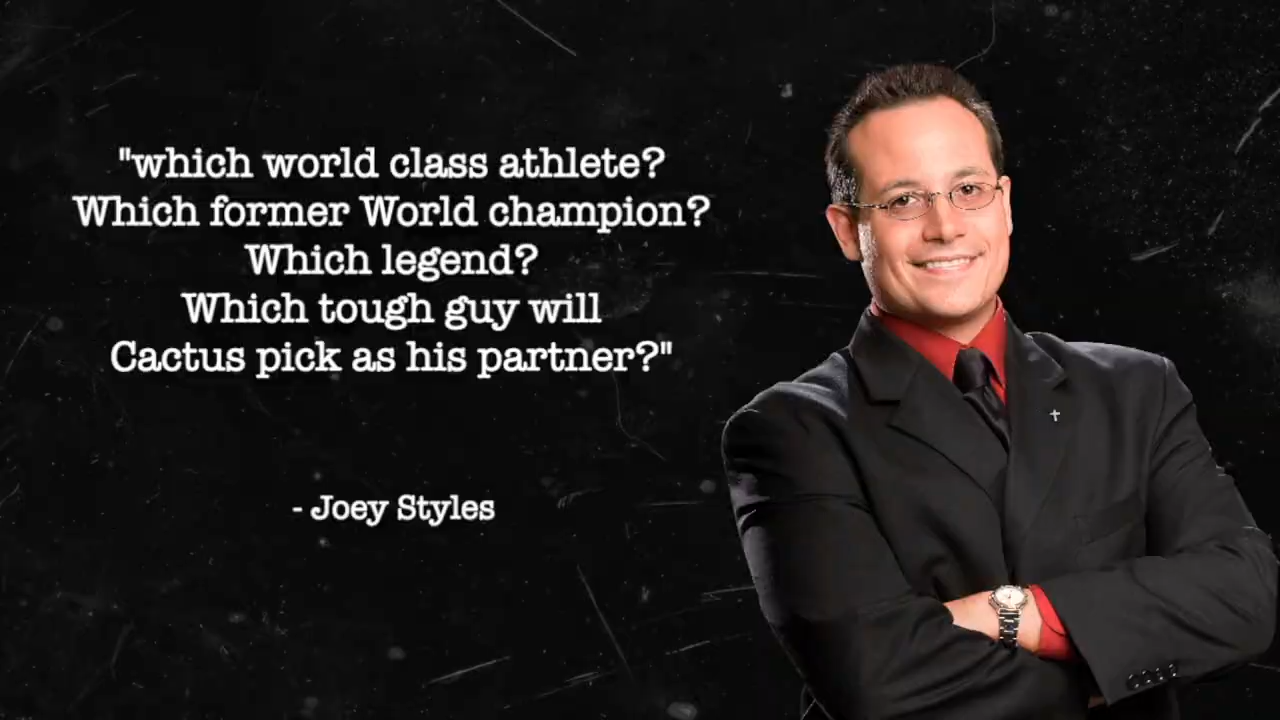 "which world class athlete?
Which former World champion?
Which legend?
Which tough guy will
Cactus pick as his partner?"
- Joey Styles